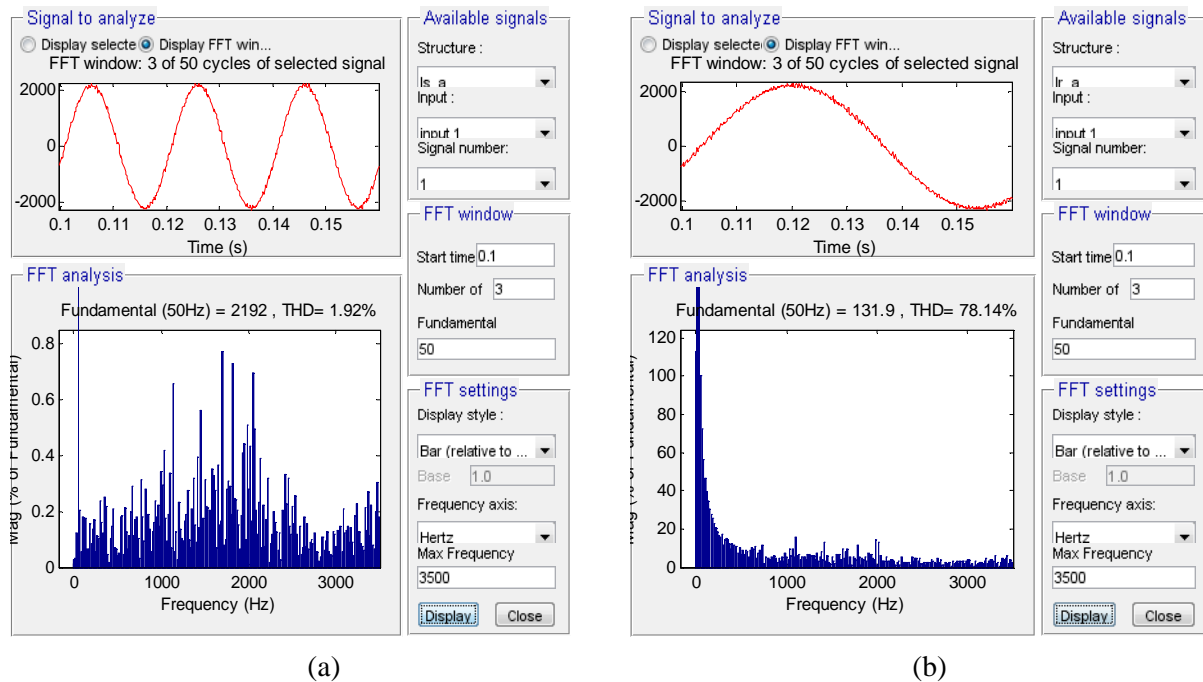 Signal to analyze
Display selecte
Display FFT win...
FFT window: 3 of 50 cycles of selected signal
2000
0
-2000
0.1 0.11 0.12 0.13 0.14 0.15
Time (s)
FFT analysis
Fundamental (50Hz) = 2192 , THD= 1.92%
Mag (% of Fundamental)
0.8
0.6
0.4
0.2
0
0 1000 2000 3000
Frequency (Hz)
Available signals
Structure :
Is_a
Input :
input 1
Signal number:
1
FFT window
Start time 0.1
Number of 3
Fundamental
50
FFT settings
Display style :
Bar (relative to ...
Base 1.0
Frequency axis:
Hertz
Max Frequency
3500
Display Close
(a)
Signal to analyze
Display selecte
Display FFT win...
FFT window: 3 of 50 cycles of selected signal
2000
0
-2000
0.1 0.11 0.12 0.13 0.14 0.15
Time (s)
FFT analysis
Fundamental (50Hz) = 131.9 , THD= 78.14%
Mag (% of Fundamental)
120
100
80
60
40
20
0
0 1000 2000 3000
Frequency (Hz)
Available signals
Structure :
Ir_a
Input :
input 1
Signal number:
1
FFT window
Start time 0.1
Number of 3
Fundamental
50
FFT settings
Display style :
Bar (relative to ...
Base 1.0
Frequency axis:
Hertz
Max Frequency
3500
Display Close
(b)